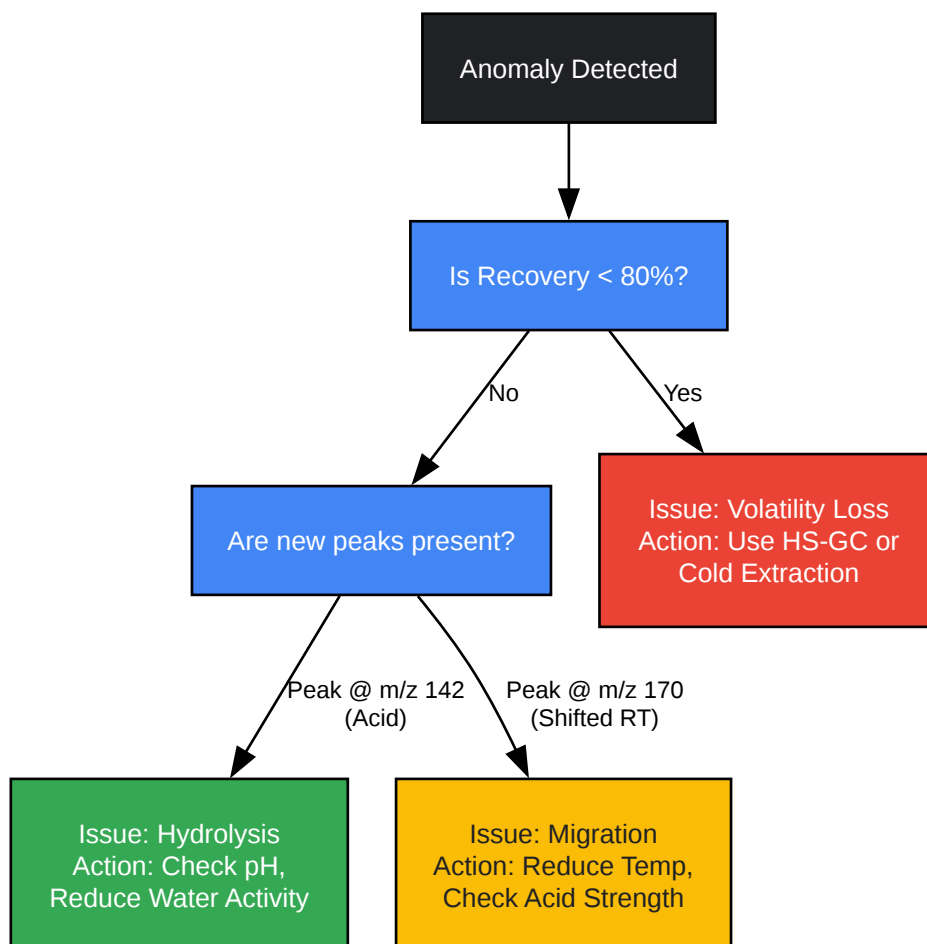 Anomaly Detected
Is Recovery < 80%?
No
Yes
Are new peaks present?
Issue: Volatility Loss
Action: Use HS-GC or
Cold Extraction
Peak @ m/z 142
(Acid)
Peak @ m/z 170
(Shifted RT)
Issue: Hydrolysis
Action: Check pH,
Reduce Water Activity
Issue: Migration
Action: Reduce Temp,
Check Acid Strength